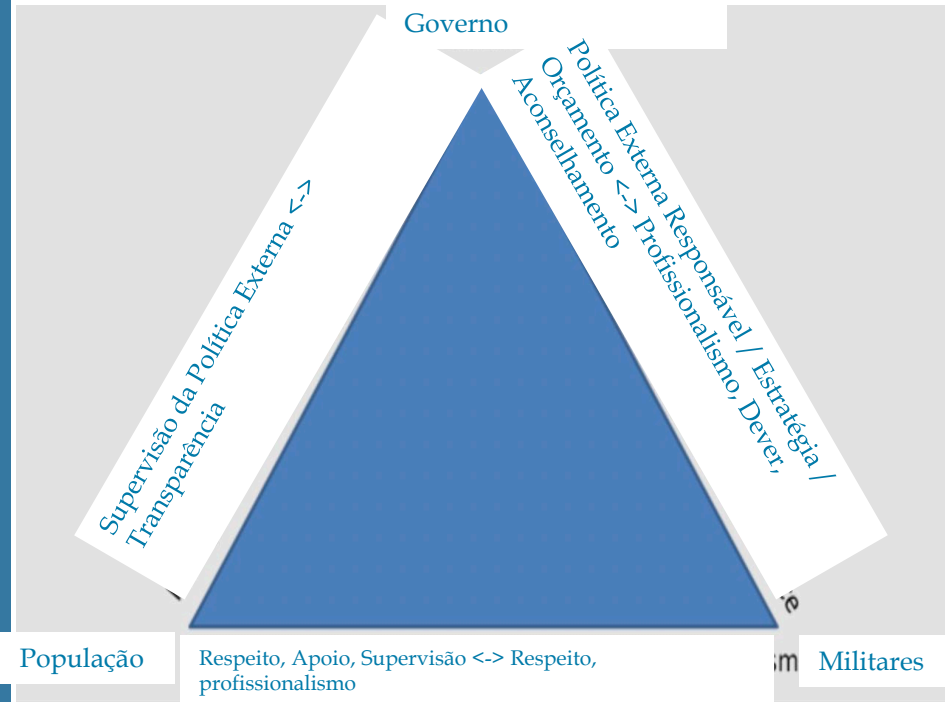 Governo
Supervisão da Política Externa <->
Transparência
Política Externa Responsável / Estratégia /
Orçamento <-> Profissionalismo, Dever,
Aconselhamento
População
Respeito, Apoio, Supervisão <-> Respeito,
profissionalismo
Militares